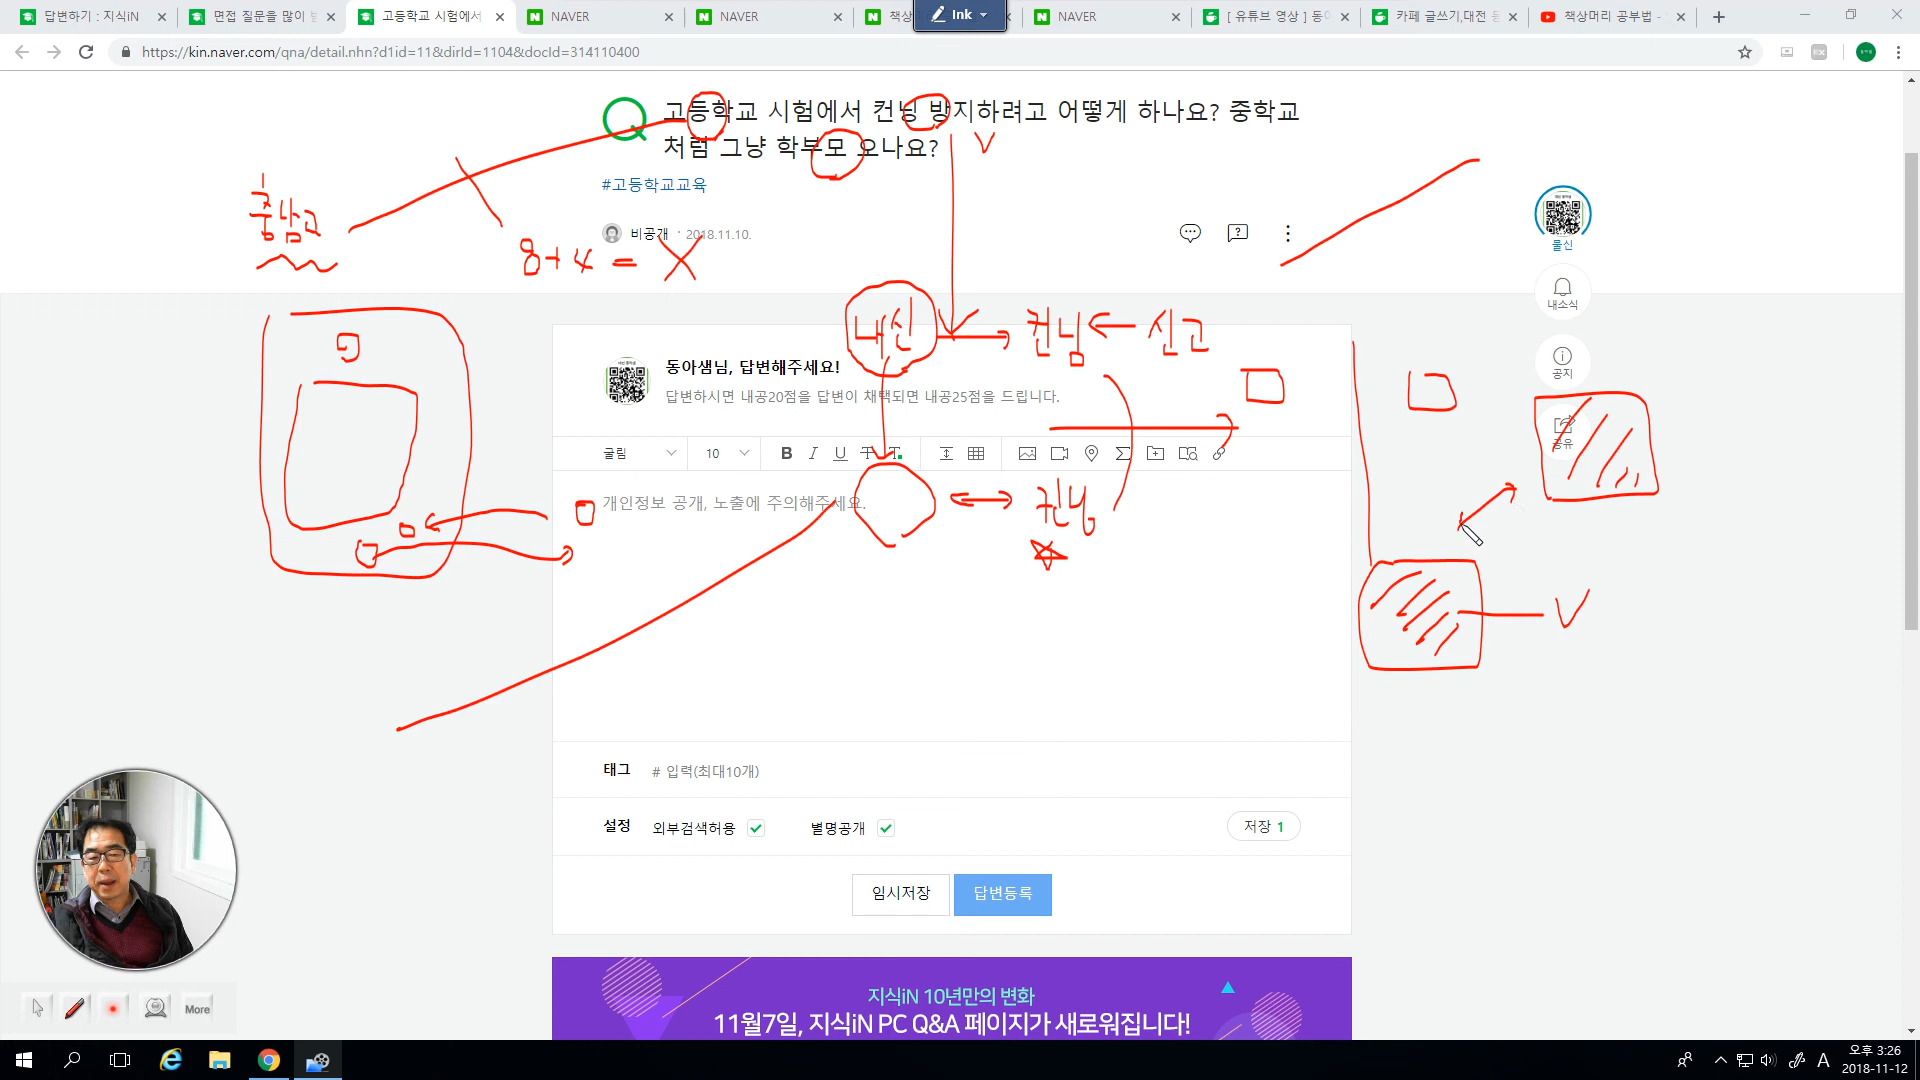 답변하기 : 지식iN
면접 질문을 많이 받
고등학교 시험에서
NAVER
NAVER
책상
Ink
NAVER
[ 유튜브 영상 ] 동아
카페 글쓰기,대전 동
책상머리 공부법 -
https://kin.naver.com/qna/detail.nhn?d1id=11&dirId=1104&docId=314110400
고등학교 시험에서 컨닝 방지하려고 어떻게 하나요? 중학교
처럼 그냥 학부모 오나요?
V
#고등학교교육
비공개 · 2018.11.10.
물신
8+4 = X
내소식
내신
컨닝
신고
동아샘님, 답변해주세요!
답변하시면 내공20점을 답변이 채택되면 내공25점을 드립니다.
공지
공유
굴림
10
B I U T T
개인정보 공개, 노출에 주의해주세요.
컨닝
V
태그 # 입력(최대10개)
설정 외부검색허용 별명공개
저장 1
임시저장 답변등록
지식iN 10년만의 변화
11월7일, 지식iN PC Q&A 페이지가 새로워집니다!
More
A
오후 3:26
2018-11-12